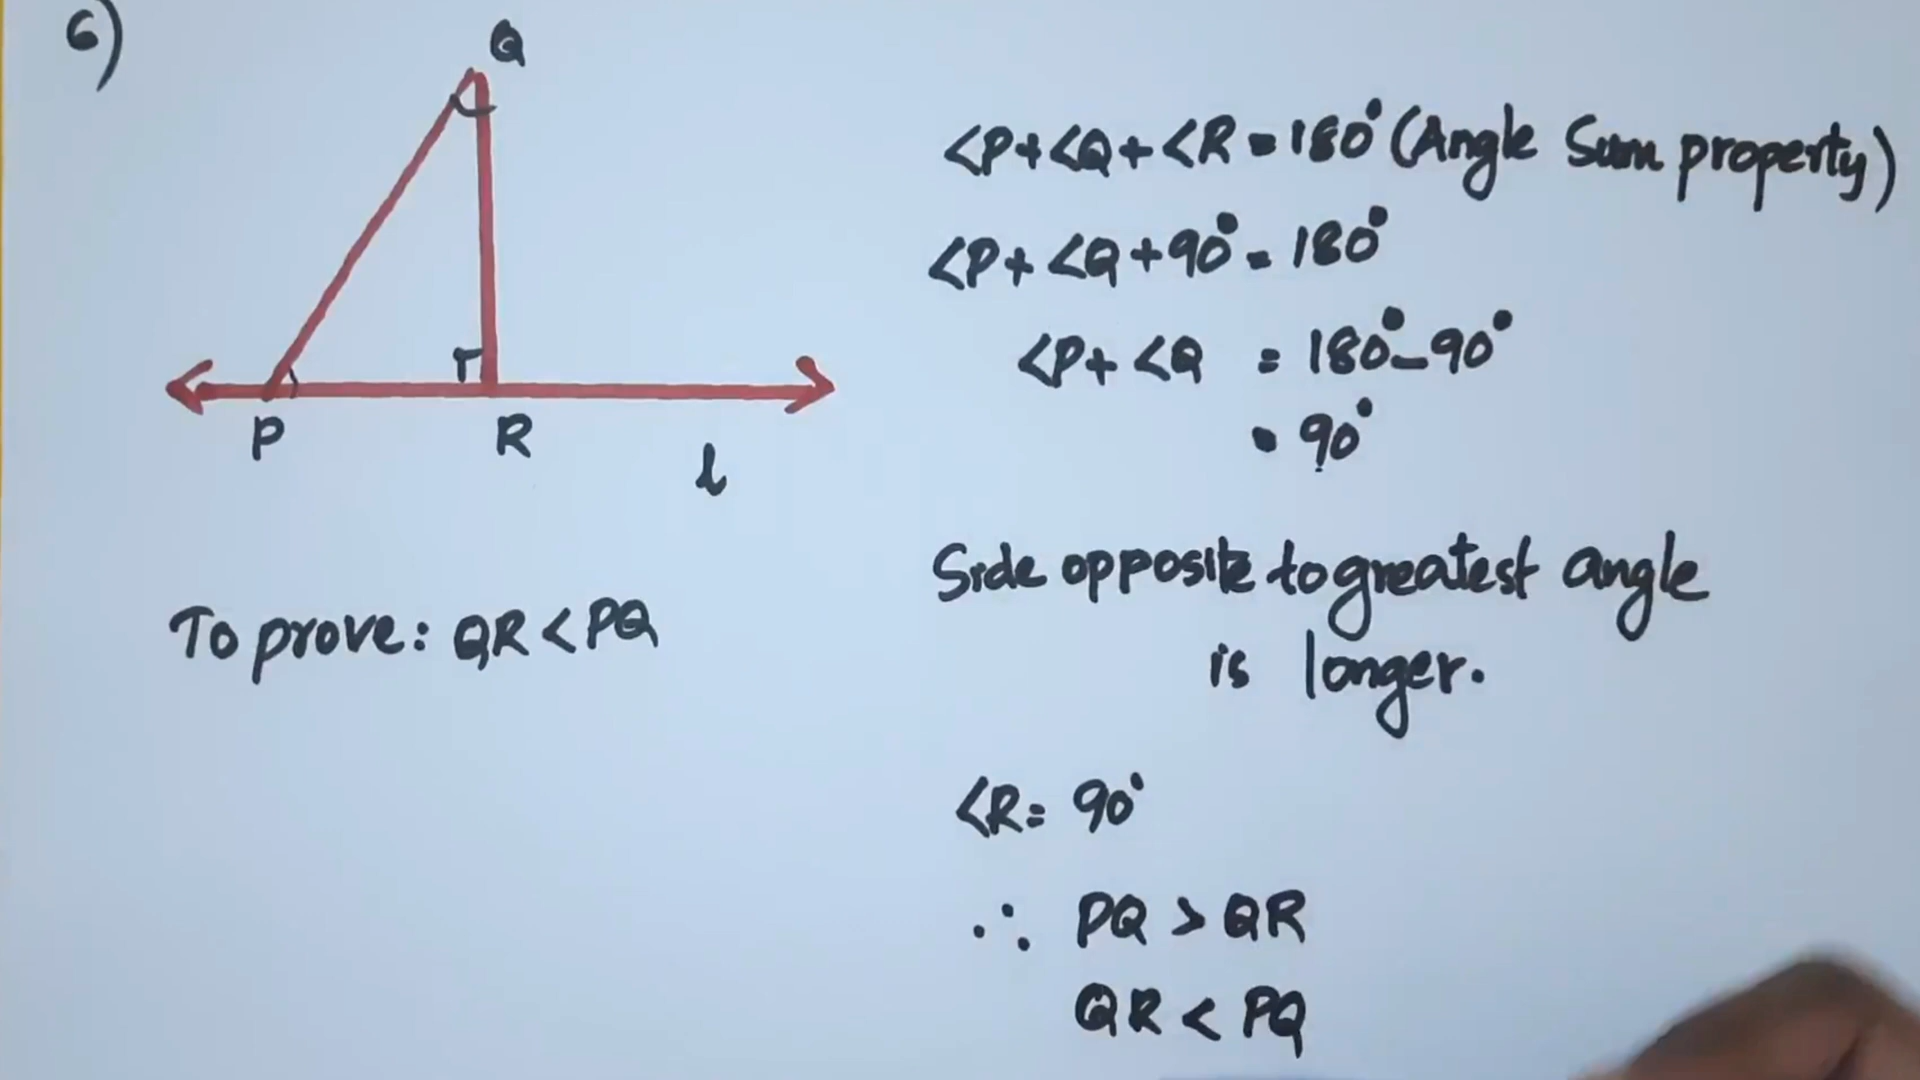 6)
Q
P
R
l
To prove: QR < PQ
<P+<Q+<R=180° (Angle Sum property)
<P+<Q+90°=180°
<P+<Q = 180°-90°
= 90°
Side opposite to greatest angle
is longer.
<R= 90°
∴ PQ > QR
QR < PQ